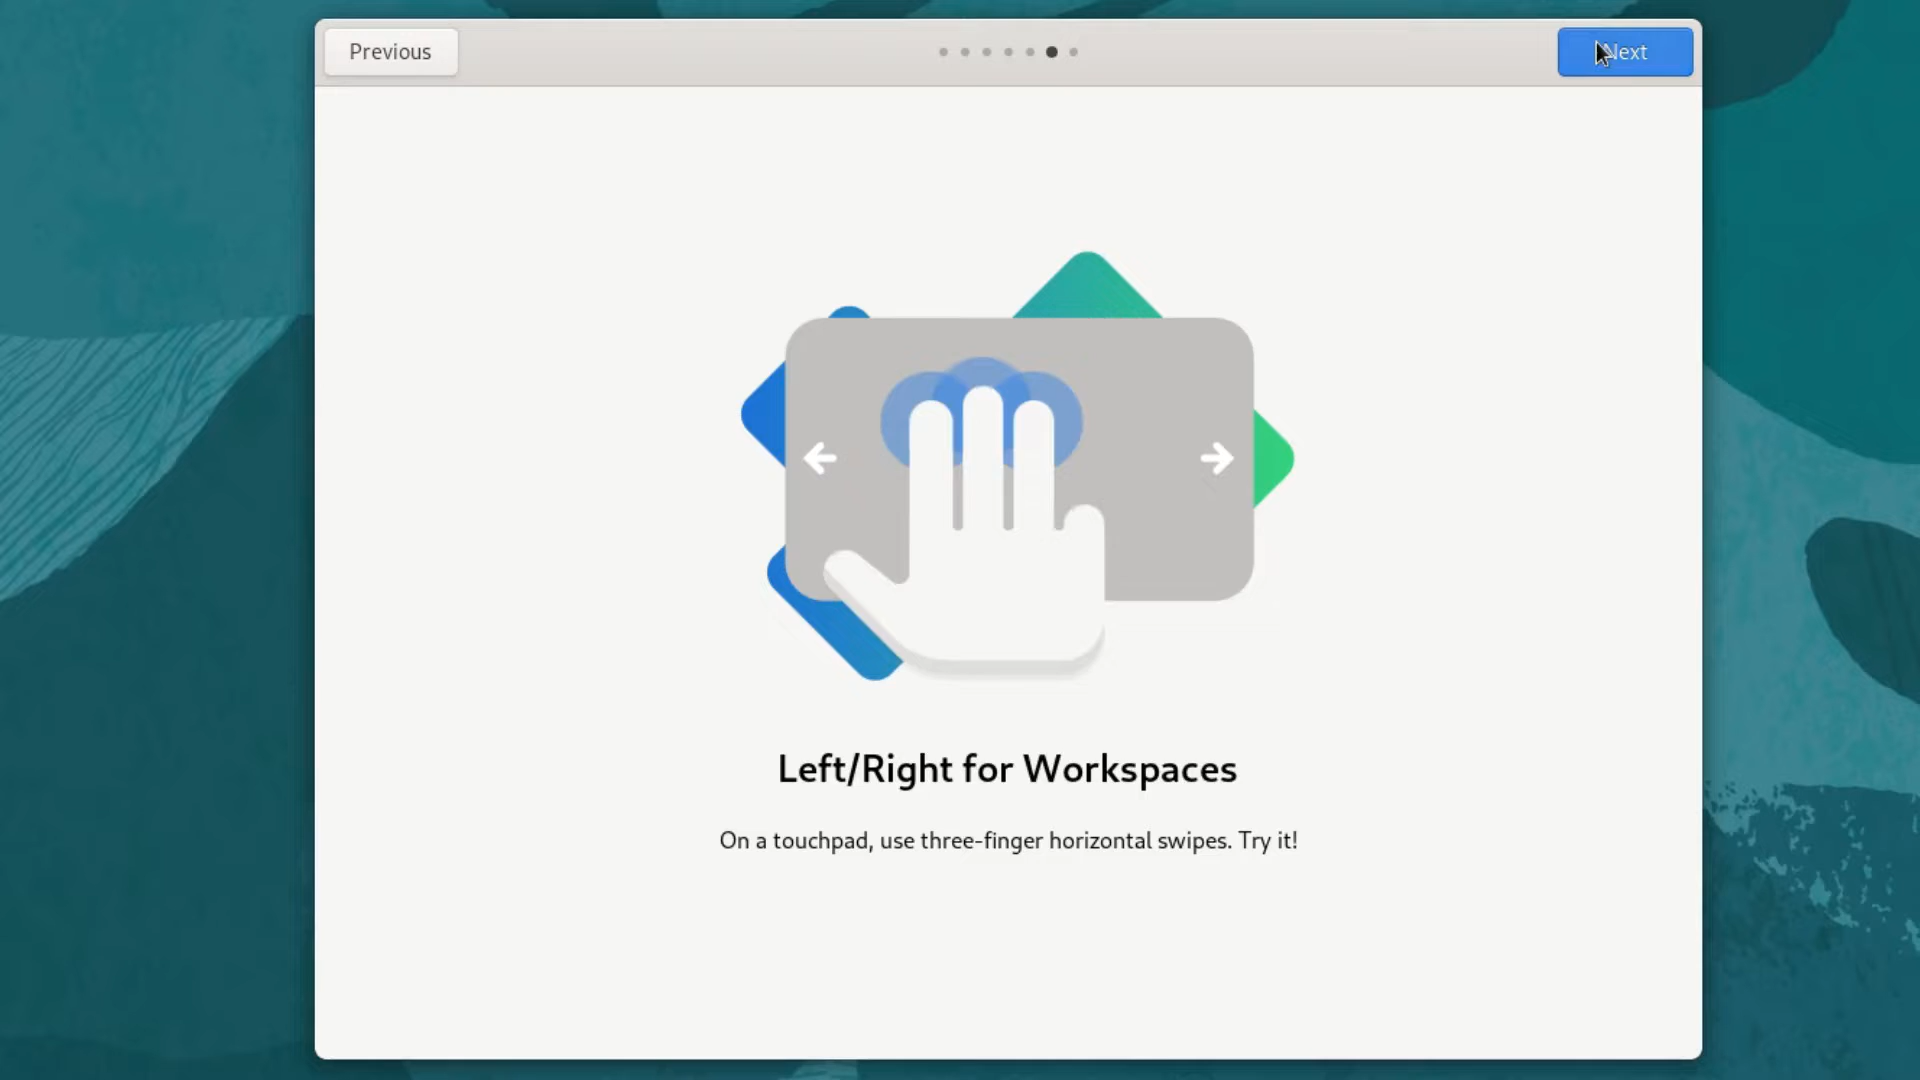 Previous
Next
Left/Right for Workspaces
On a touchpad, use three-finger horizontal swipes. Try it!